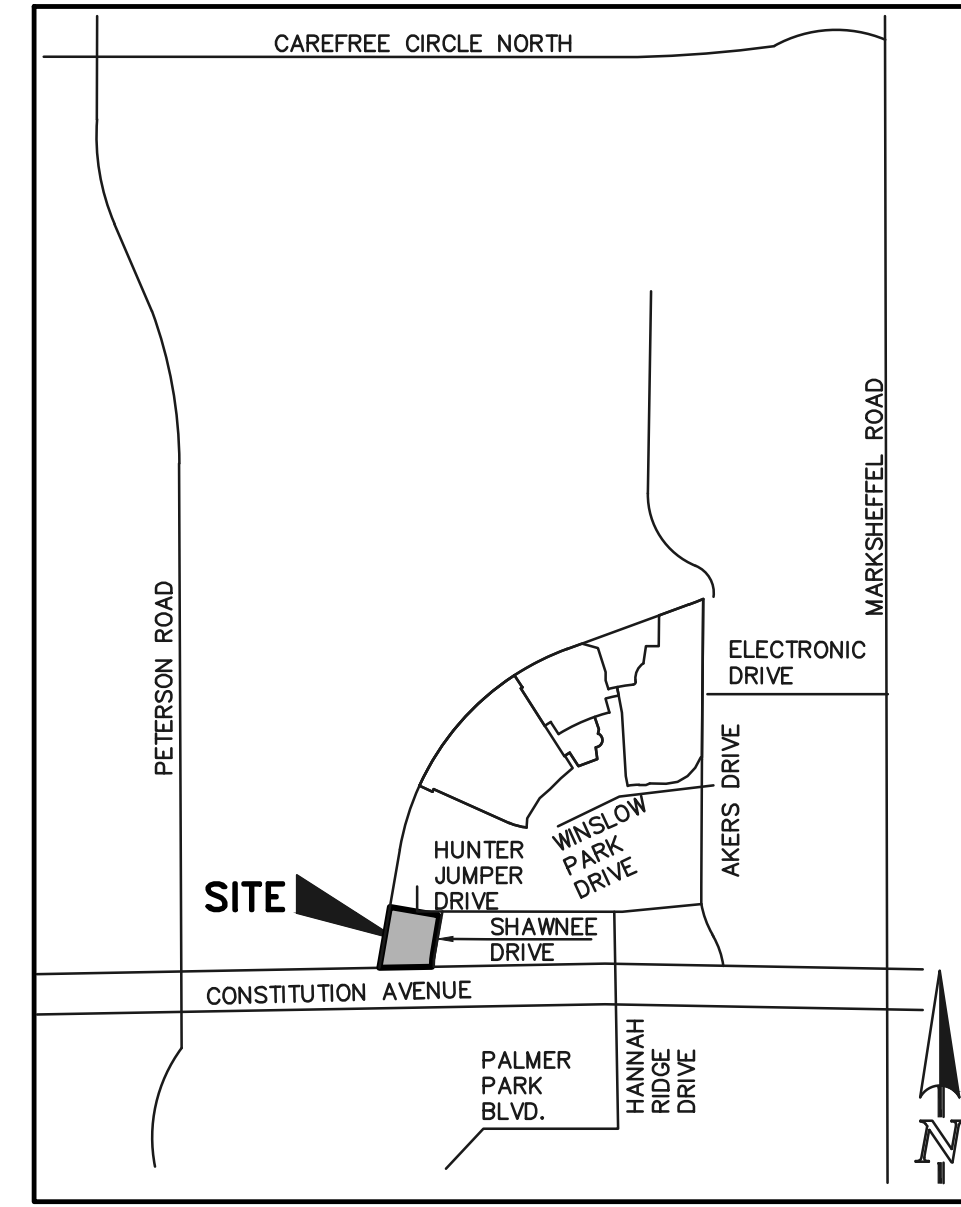 CAREFREE CIRCLE NORTH
MARKSHEFFEL ROAD
PETERSON ROAD
ELECTRONIC
DRIVE
AKERS DRIVE
WINSLOW
PARK
DRIVE
HUNTER
JUMPER
DRIVE
SITE
SHAWNEE
DRIVE
CONSTITUTION AVENUE
HANNAH
RIDGE
DRIVE
PALMER
PARK
BLVD.
N